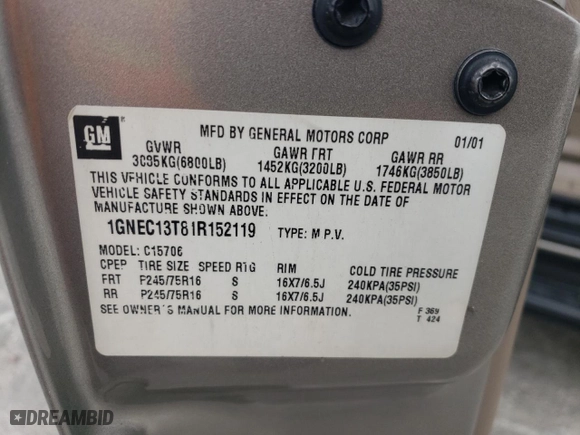 GM
®
MFD BY GENERAL MOTORS CORP 01/01
GVWR GAWR FRT GAWR RR
3095KG(6800LB) 1452KG(3200LB) 1746KG(3850LB)
THIS VEHICLE CONFORMS TO ALL APPLICABLE U.S. FEDERAL MOTOR
VEHICLE SAFETY STANDARDS IN EFFECT ON THE DATE OF
MANUFACTURE SHOWN ABOVE.
1GNEC13T81R152119 TYPE: M.P.V.
MODEL: C15706
TIRE SIZE SPEED RTG RIM COLD TIRE PRESSURE
FRT P245/75R16 S 16X7/6.5J 240KPA(35PSI)
RR P245/75R16 S 16X7/6.5J 240KPA(35PSI)
SEE OWNER'S MANUAL FOR MORE INFORMATION.
F 369
T 424
DREAMBID